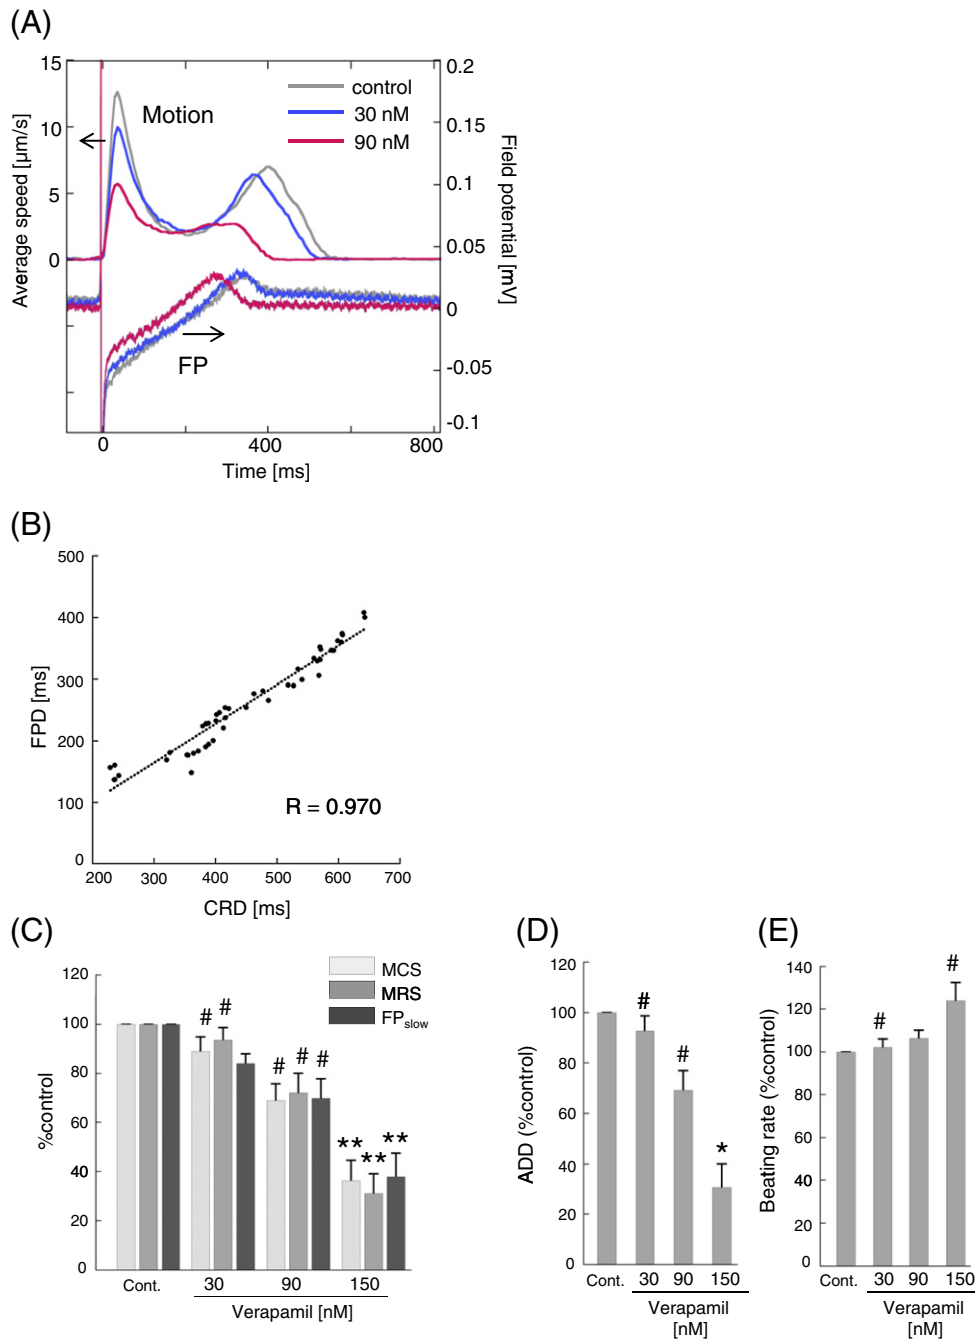 (A)
15
10
5
0
Average speed [µm/s]
Motion
control
30 nM
90 nM
0.2
0.15
0.1
0.05
0
-0.05
-0.1
Field potential [mV]
FP
0
400
800
Time [ms]
(B)
500
400
300
200
100
0
FPD [ms]
R = 0.970
200
300
400
500
600
700
CRD [ms]
(C)
120
100
80
60
40
20
0
%control
MCS
MRS
FPslow
# #
# # #
** ** **
Cont.
30
90
150
Verapamil [nM]
(D)
120
100
80
60
40
20
0
ADD (%control)
#
#
*
Cont.
30
90
150
Verapamil
[nM]
(E)
140
120
100
80
60
40
20
0
Beating rate (%control)
#
#
Cont.
30
90
150
Verapamil
[nM]